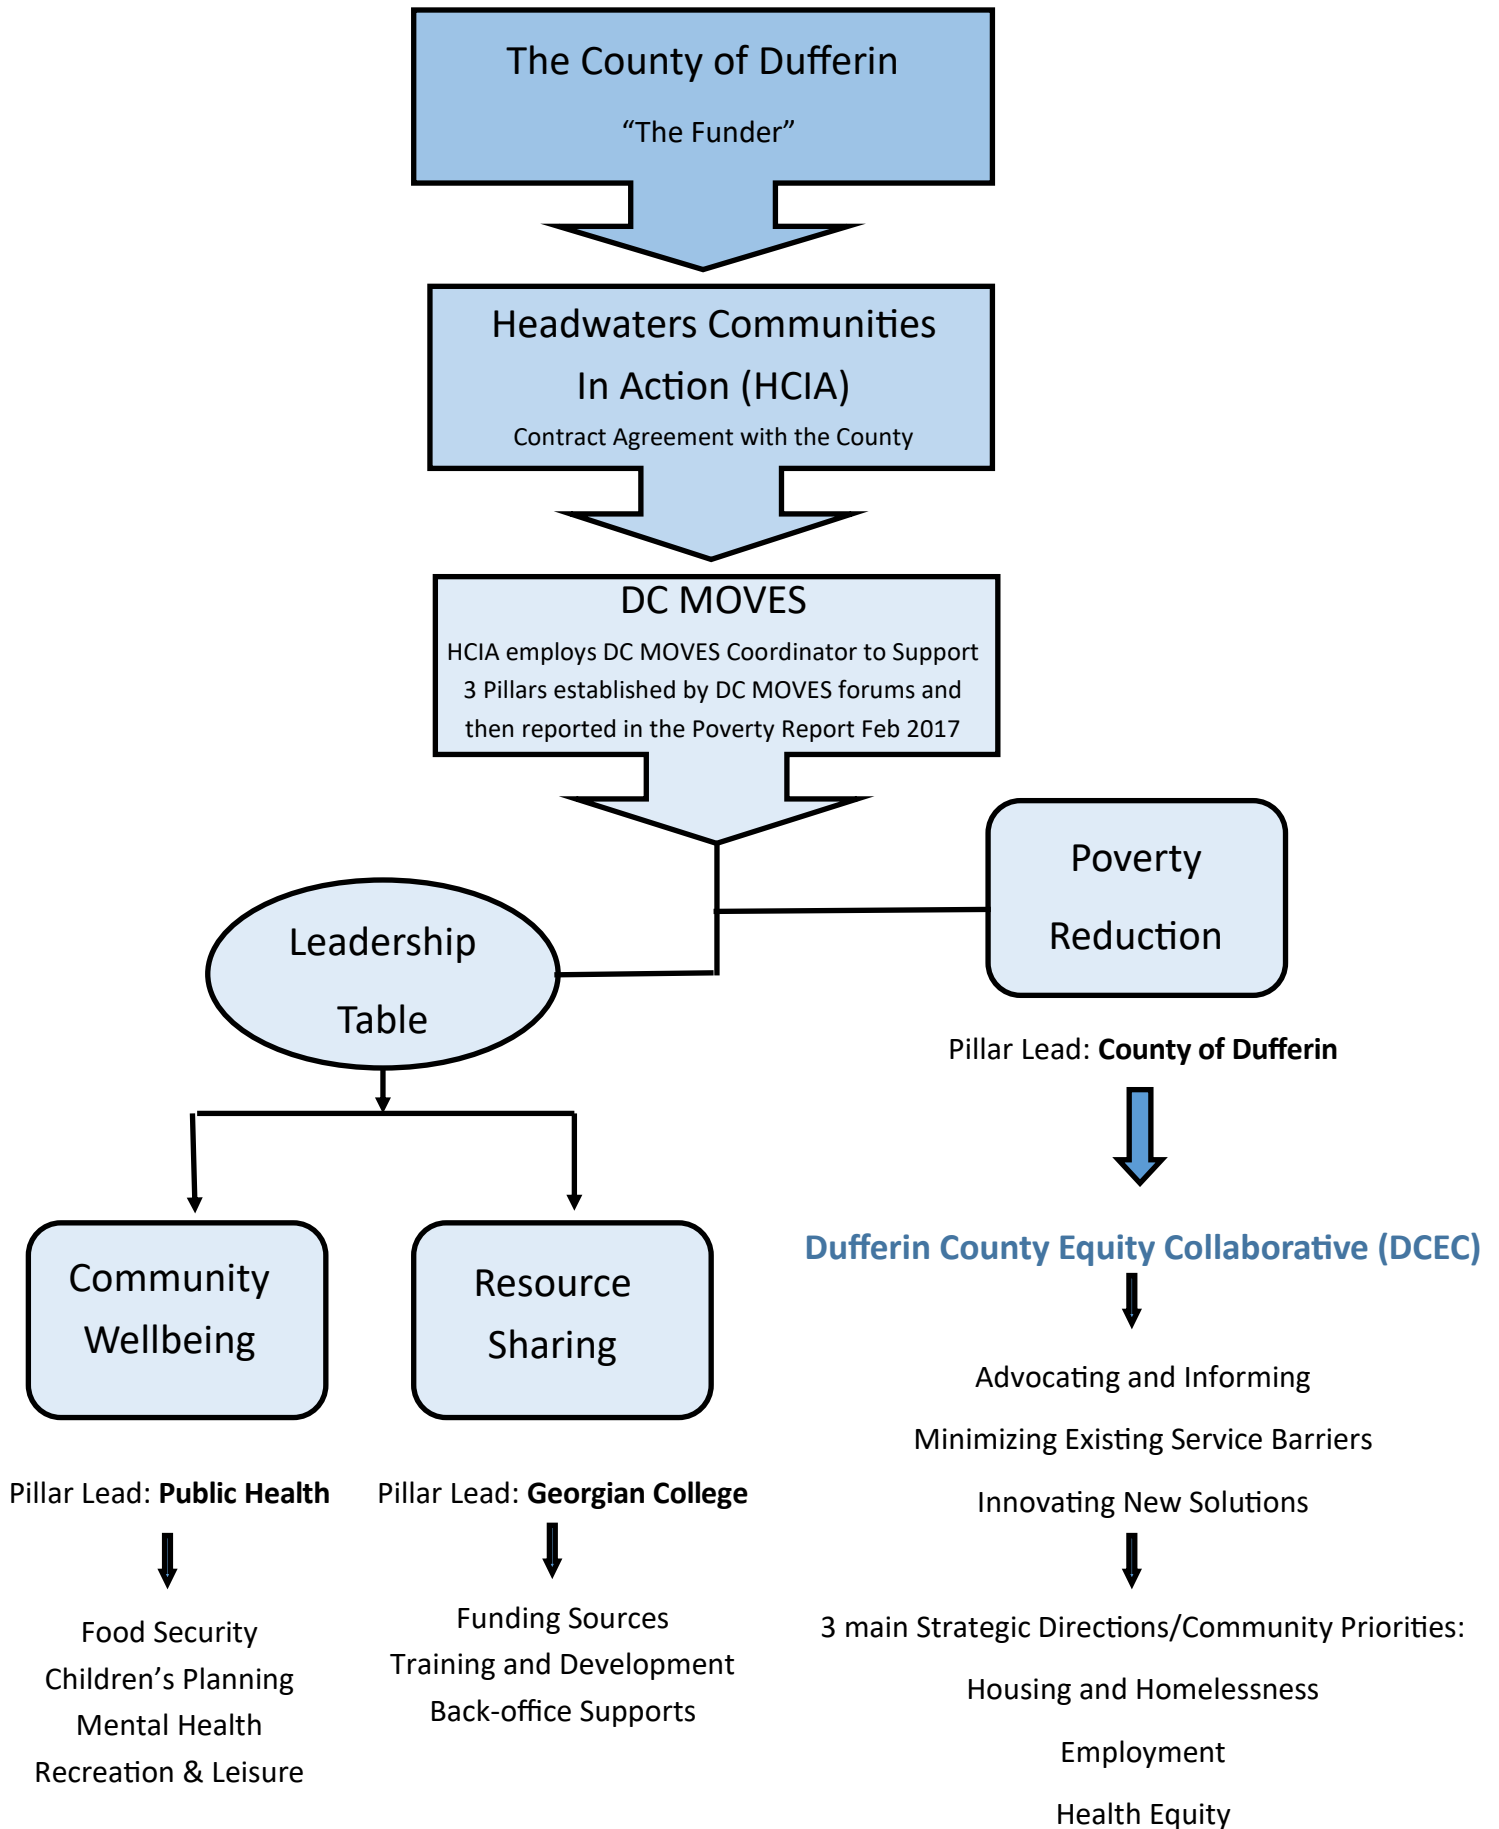 The County of Dufferin
“The Funder”
Headwaters Communities
In Action (HCIA)
Contract Agreement with the County
DC MOVES
HCIA employs DC MOVES Coordinator to Support
3 Pillars established by DC MOVES forums and
then reported in the Poverty Report Feb 2017
Poverty
Reduction
Leadership
Table
Pillar Lead: County of Dufferin
Dufferin County Equity Collaborative (DCEC)
Advocating and Informing
Minimizing Existing Service Barriers
Innovating New Solutions
3 main Strategic Directions/Community Priorities:
Housing and Homelessness
Employment
Health Equity
Community
Wellbeing
Pillar Lead: Public Health
Food Security
Children’s Planning
Mental Health
Recreation & Leisure
Resource
Sharing
Pillar Lead: Georgian College
Funding Sources
Training and Development
Back-office Supports